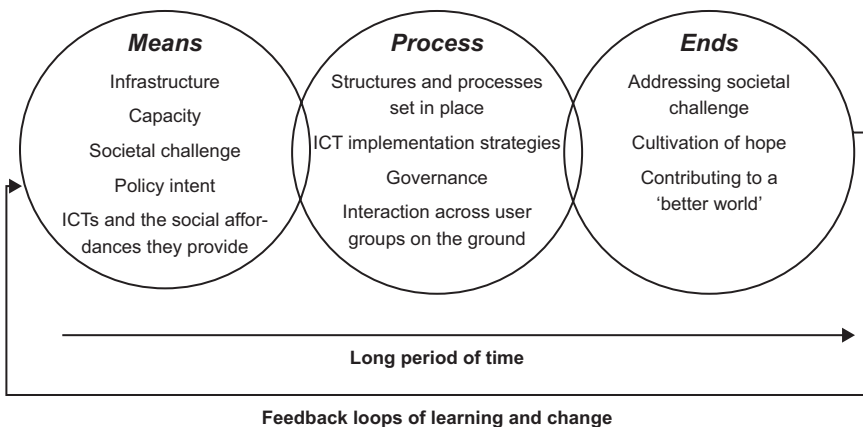 Means
Infrastructure
Capacity
Societal challenge
Policy intent
ICTs and the social affor-
dances they provide
Process
Structures and processes
set in place
ICT implementation strategies
Governance
Interaction across user
groups on the ground
Ends
Addressing societal
challenge
Cultivation of hope
Contributing to a
‘better world’
Long period of time
Feedback loops of learning and change